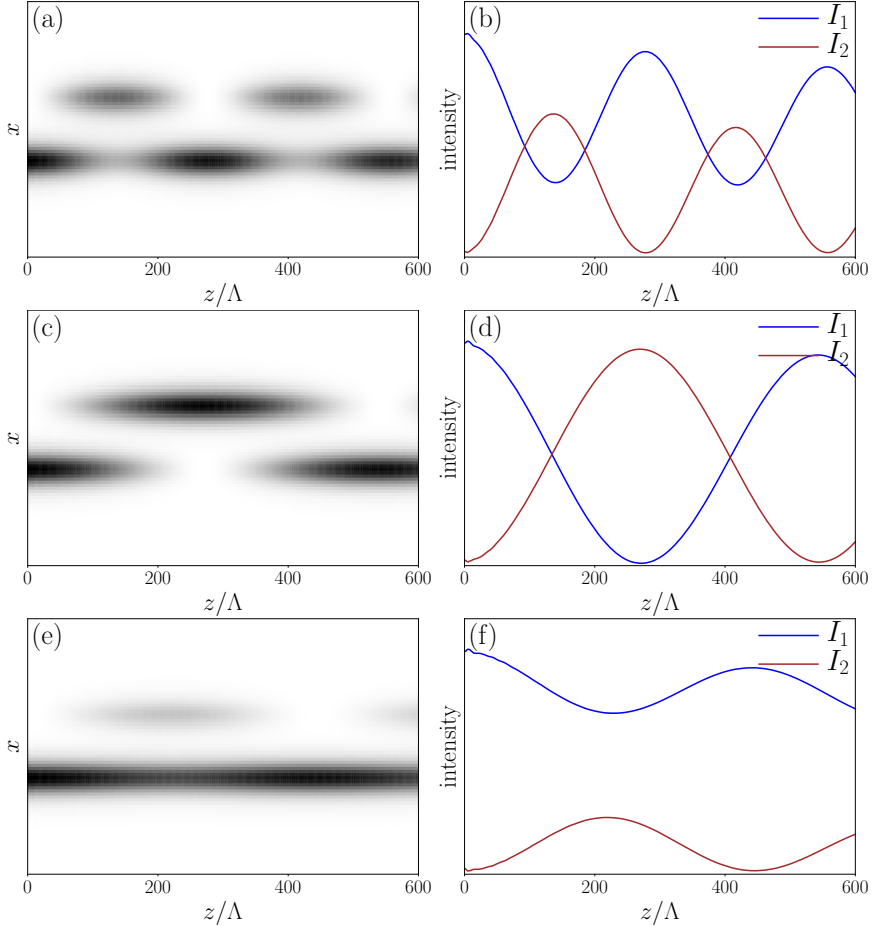 (a)
x
0 200 400 600
z/Λ
(b)
I₁
I₂
intensity
0 200 400 600
z/Λ
(c)
x
0 200 400 600
z/Λ
(d)
I₁
I₂
intensity
0 200 400 600
z/Λ
(e)
x
0 200 400 600
z/Λ
(f)
I₁
I₂
intensity
0 200 400 600
z/Λ